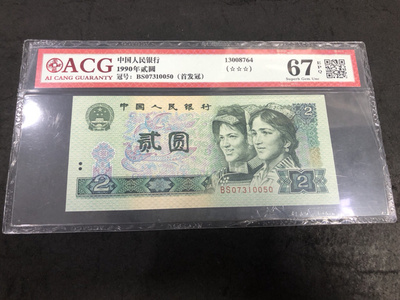 ACG
AI CANG GUARANTY
中国人民银行
1990年贰圆
冠号: BS07310050 (首发冠)
13008764
(☆☆☆)
67 EPQ
Superb Gem Unc
中国人民银行
贰圆
BS07310050
2
2